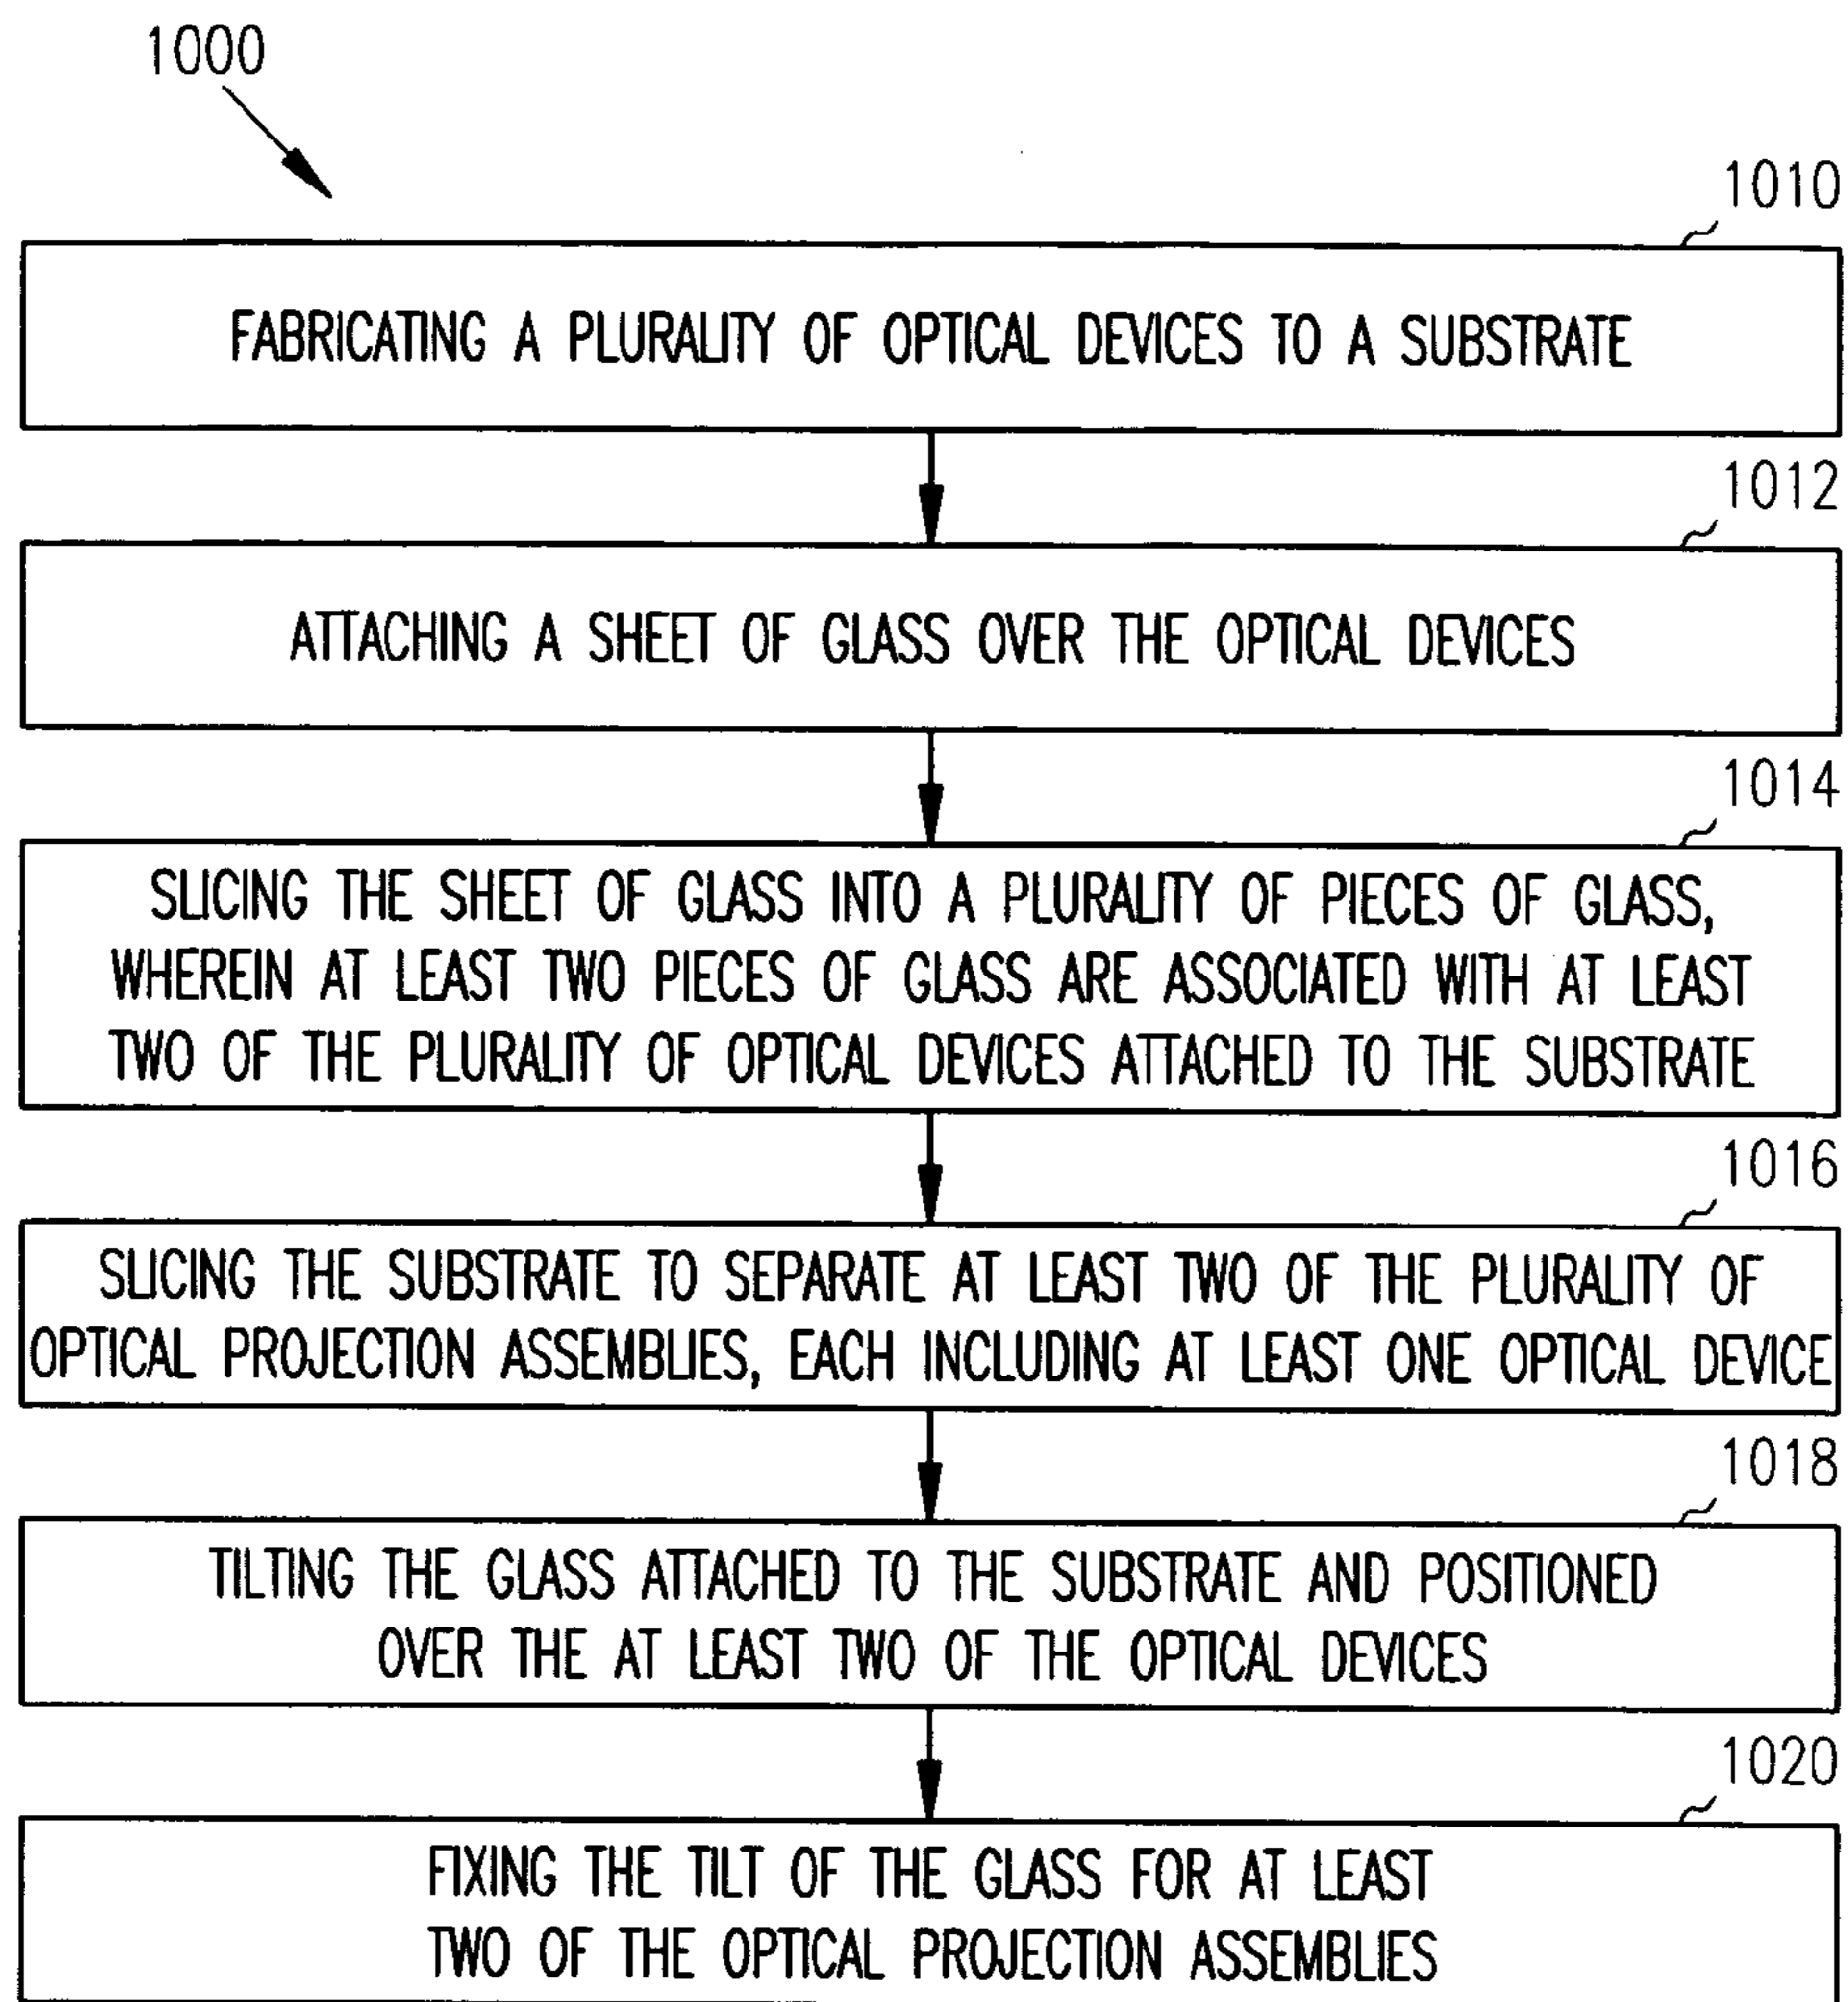 1000
1010
FABRICATING A PLURALITY OF OPTICAL DEVICES TO A SUBSTRATE
1012
ATTACHING A SHEET OF GLASS OVER THE OPTICAL DEVICES
1014
SLICING THE SHEET OF GLASS INTO A PLURALITY OF PIECES OF GLASS,
WHEREIN AT LEAST TWO PIECES OF GLASS ARE ASSOCIATED WITH AT LEAST
TWO OF THE PLURALITY OF OPTICAL DEVICES ATTACHED TO THE SUBSTRATE
1016
SLICING THE SUBSTRATE TO SEPARATE AT LEAST TWO OF THE PLURALITY OF
OPTICAL PROJECTION ASSEMBLIES, EACH INCLUDING AT LEAST ONE OPTICAL DEVICE
1018
TILTING THE GLASS ATTACHED TO THE SUBSTRATE AND POSITIONED
OVER THE AT LEAST TWO OF THE OPTICAL DEVICES
1020
FIXING THE TILT OF THE GLASS FOR AT LEAST
TWO OF THE OPTICAL PROJECTION ASSEMBLIES